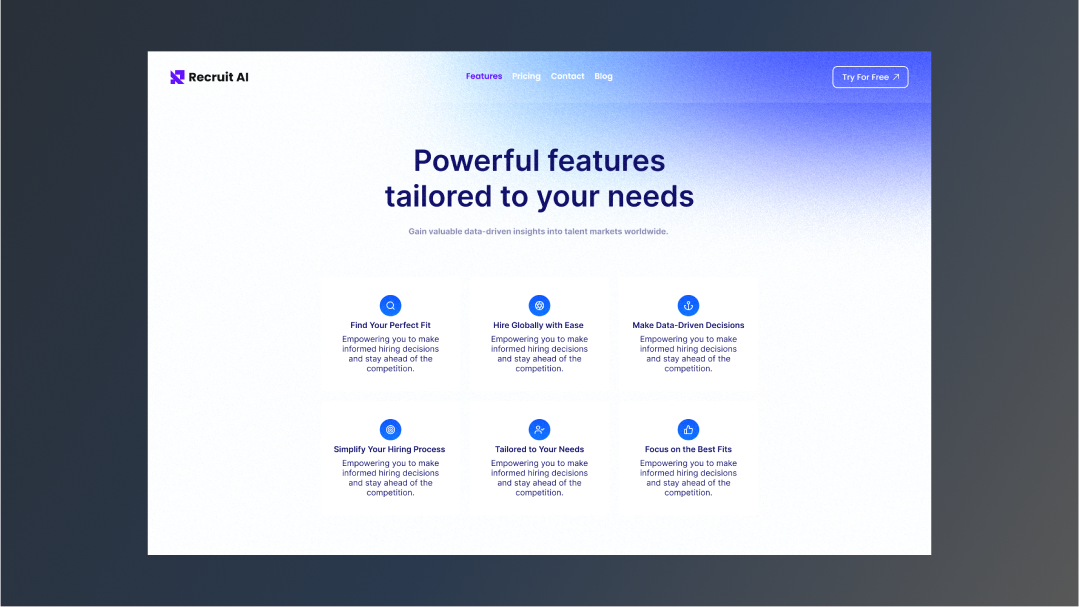 Recruit AI
Features Pricing Contact Blog
Try For Free
Powerful features
tailored to your needs
Gain valuable data-driven insights into talent markets worldwide.
Find Your Perfect Fit
Empowering you to make
informed hiring decisions
and stay ahead of the
competition.
Hire Globally with Ease
Empowering you to make
informed hiring decisions
and stay ahead of the
competition.
Make Data-Driven Decisions
Empowering you to make
informed hiring decisions
and stay ahead of the
competition.
Simplify Your Hiring Process
Empowering you to make
informed hiring decisions
and stay ahead of the
competition.
Tailored to Your Needs
Empowering you to make
informed hiring decisions
and stay ahead of the
competition.
Focus on the Best Fits
Empowering you to make
informed hiring decisions
and stay ahead of the
competition.